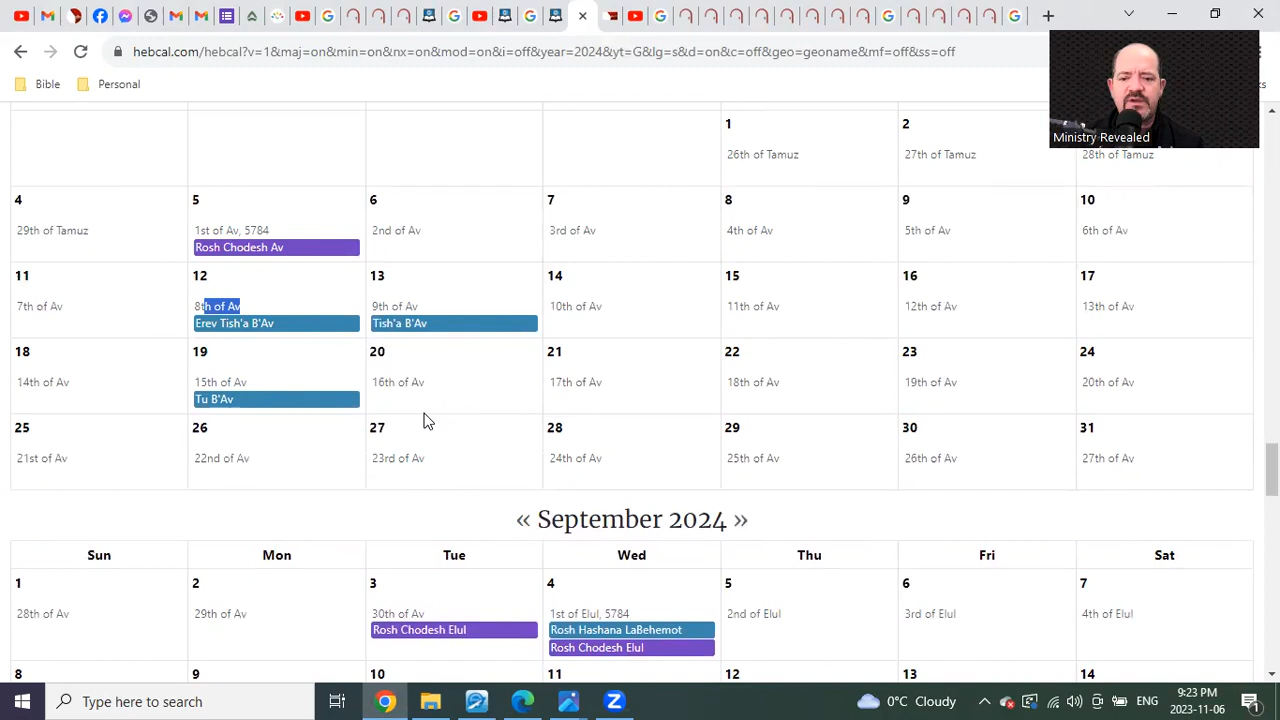 hebcal.com/hebcal?v=1&maj=on&min=on&nx=on&mod=on&i=off&year=2024&yt=G&lg=s&d=on&c=off&geo=geoname&mf=off&ss=off
Bible Personal
Ministry Revealed
1 2
26th of Tamuz 27th of Tamuz 28th of Tamuz
4 5 6 7 8 9 10
29th of Tamuz 1st of Av, 5784 2nd of Av 3rd of Av 4th of Av 5th of Av 6th of Av
Rosh Chodesh Av
11 12 13 14 15 16 17
7th of Av 8th of Av 9th of Av 10th of Av 11th of Av 12th of Av 13th of Av
Erev Tish'a B'Av Tish'a B'Av
18 19 20 21 22 23 24
14th of Av 15th of Av 16th of Av 17th of Av 18th of Av 19th of Av 20th of Av
Tu B'Av
25 26 27 28 29 30 31
21st of Av 22nd of Av 23rd of Av 24th of Av 25th of Av 26th of Av 27th of Av
« September 2024 »
Sun Mon Tue Wed Thu Fri Sat
1 2 3 4 5 6 7
28th of Av 29th of Av 30th of Av 1st of Elul, 5784 2nd of Elul 3rd of Elul 4th of Elul
Rosh Chodesh Elul Rosh Hashana LaBehemot
Rosh Chodesh Elul
8 9 10 11 12 13 14
Type here to search
0°C Cloudy
ENG
9:23 PM
2023-11-06